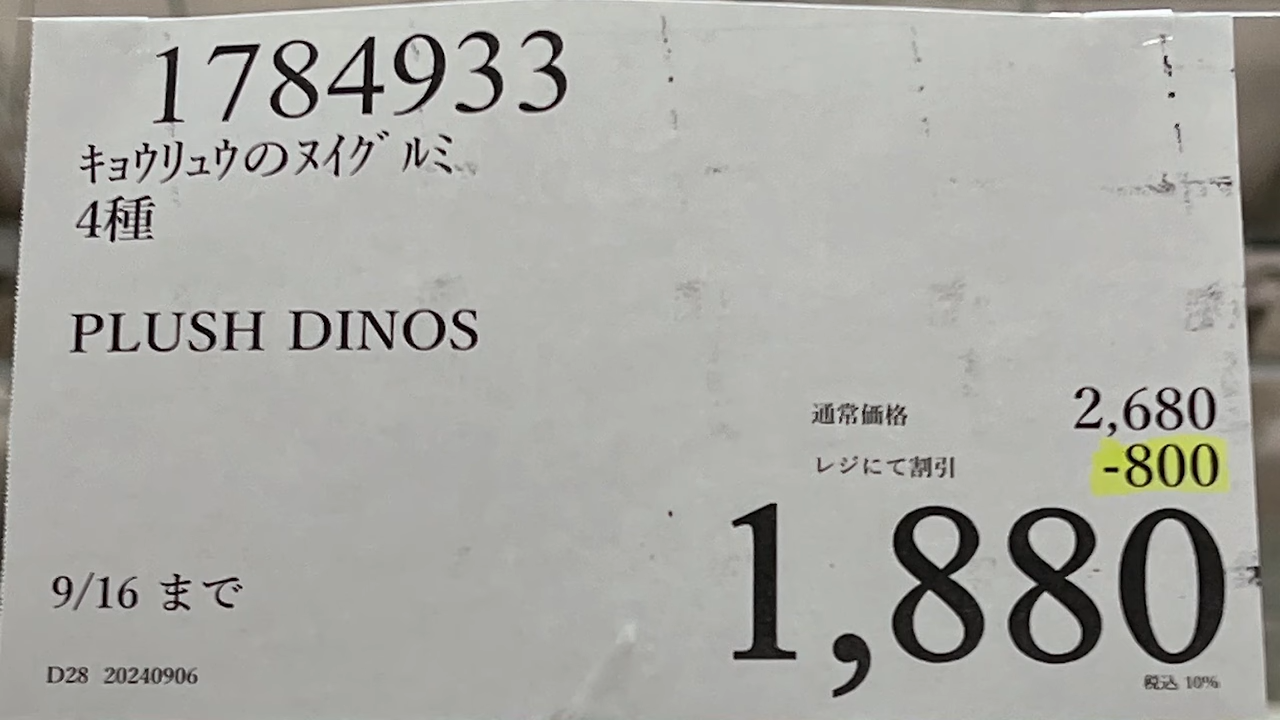 1784933
キョウリュウのヌイグルミ
4種
PLUSH DINOS
通常価格 2,680
レジにて割引 -800
1,880
9/16 まで
D28 20240906
税込 10%